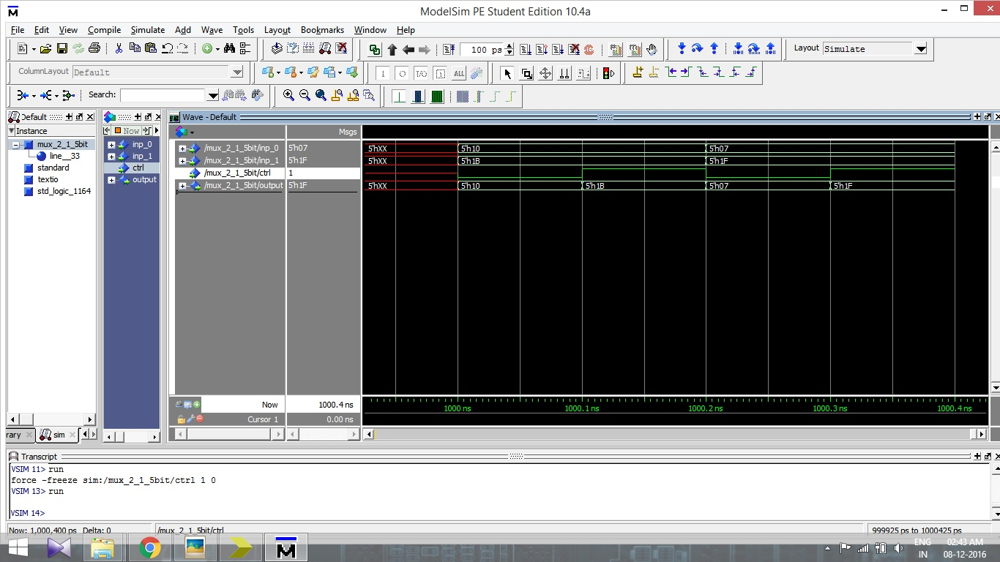 ModelSim PE Student Edition 10.4a
File Edit View Compile Simulate Add Wave Tools Layout Bookmarks Window Help
100 ps
Layout Simulate
ColumnLayout Default
ALL
Search:
Default
Wave - Default
Instance
Now
Msgs
mux_2_1_5bit
line__33
standard
textio
std_logic_1164
inp_0
inp_1
ctrl
output
/mux_2_1_5bit/inp_0 5'h07 5'hXX 5'h10 5'h07
/mux_2_1_5bit/inp_1 5'h1F 5'hXX 5'h1B 5'h1F
/mux_2_1_5bit/ctrl 1
/mux_2_1_5bit/output 5'h1F 5'hXX 5'h10 5'h1B 5'h07 5'h1F
Now 1000.4 ns 1000 ns 1000.1 ns 1000.2 ns 1000.3 ns 1000.4 ns
Cursor 1 0.00 ns
rary sim
Transcript
VSIM 11> run
force -freeze sim:/mux_2_1_5bit/ctrl 1 0
VSIM 13> run
VSIM 14>
Now: 1,000,400 ps Delta: 0 /mux_2_1_5bit/ctrl 999925 ps to 1000425 ps
ENG 02:43 AM
IN 08-12-2016